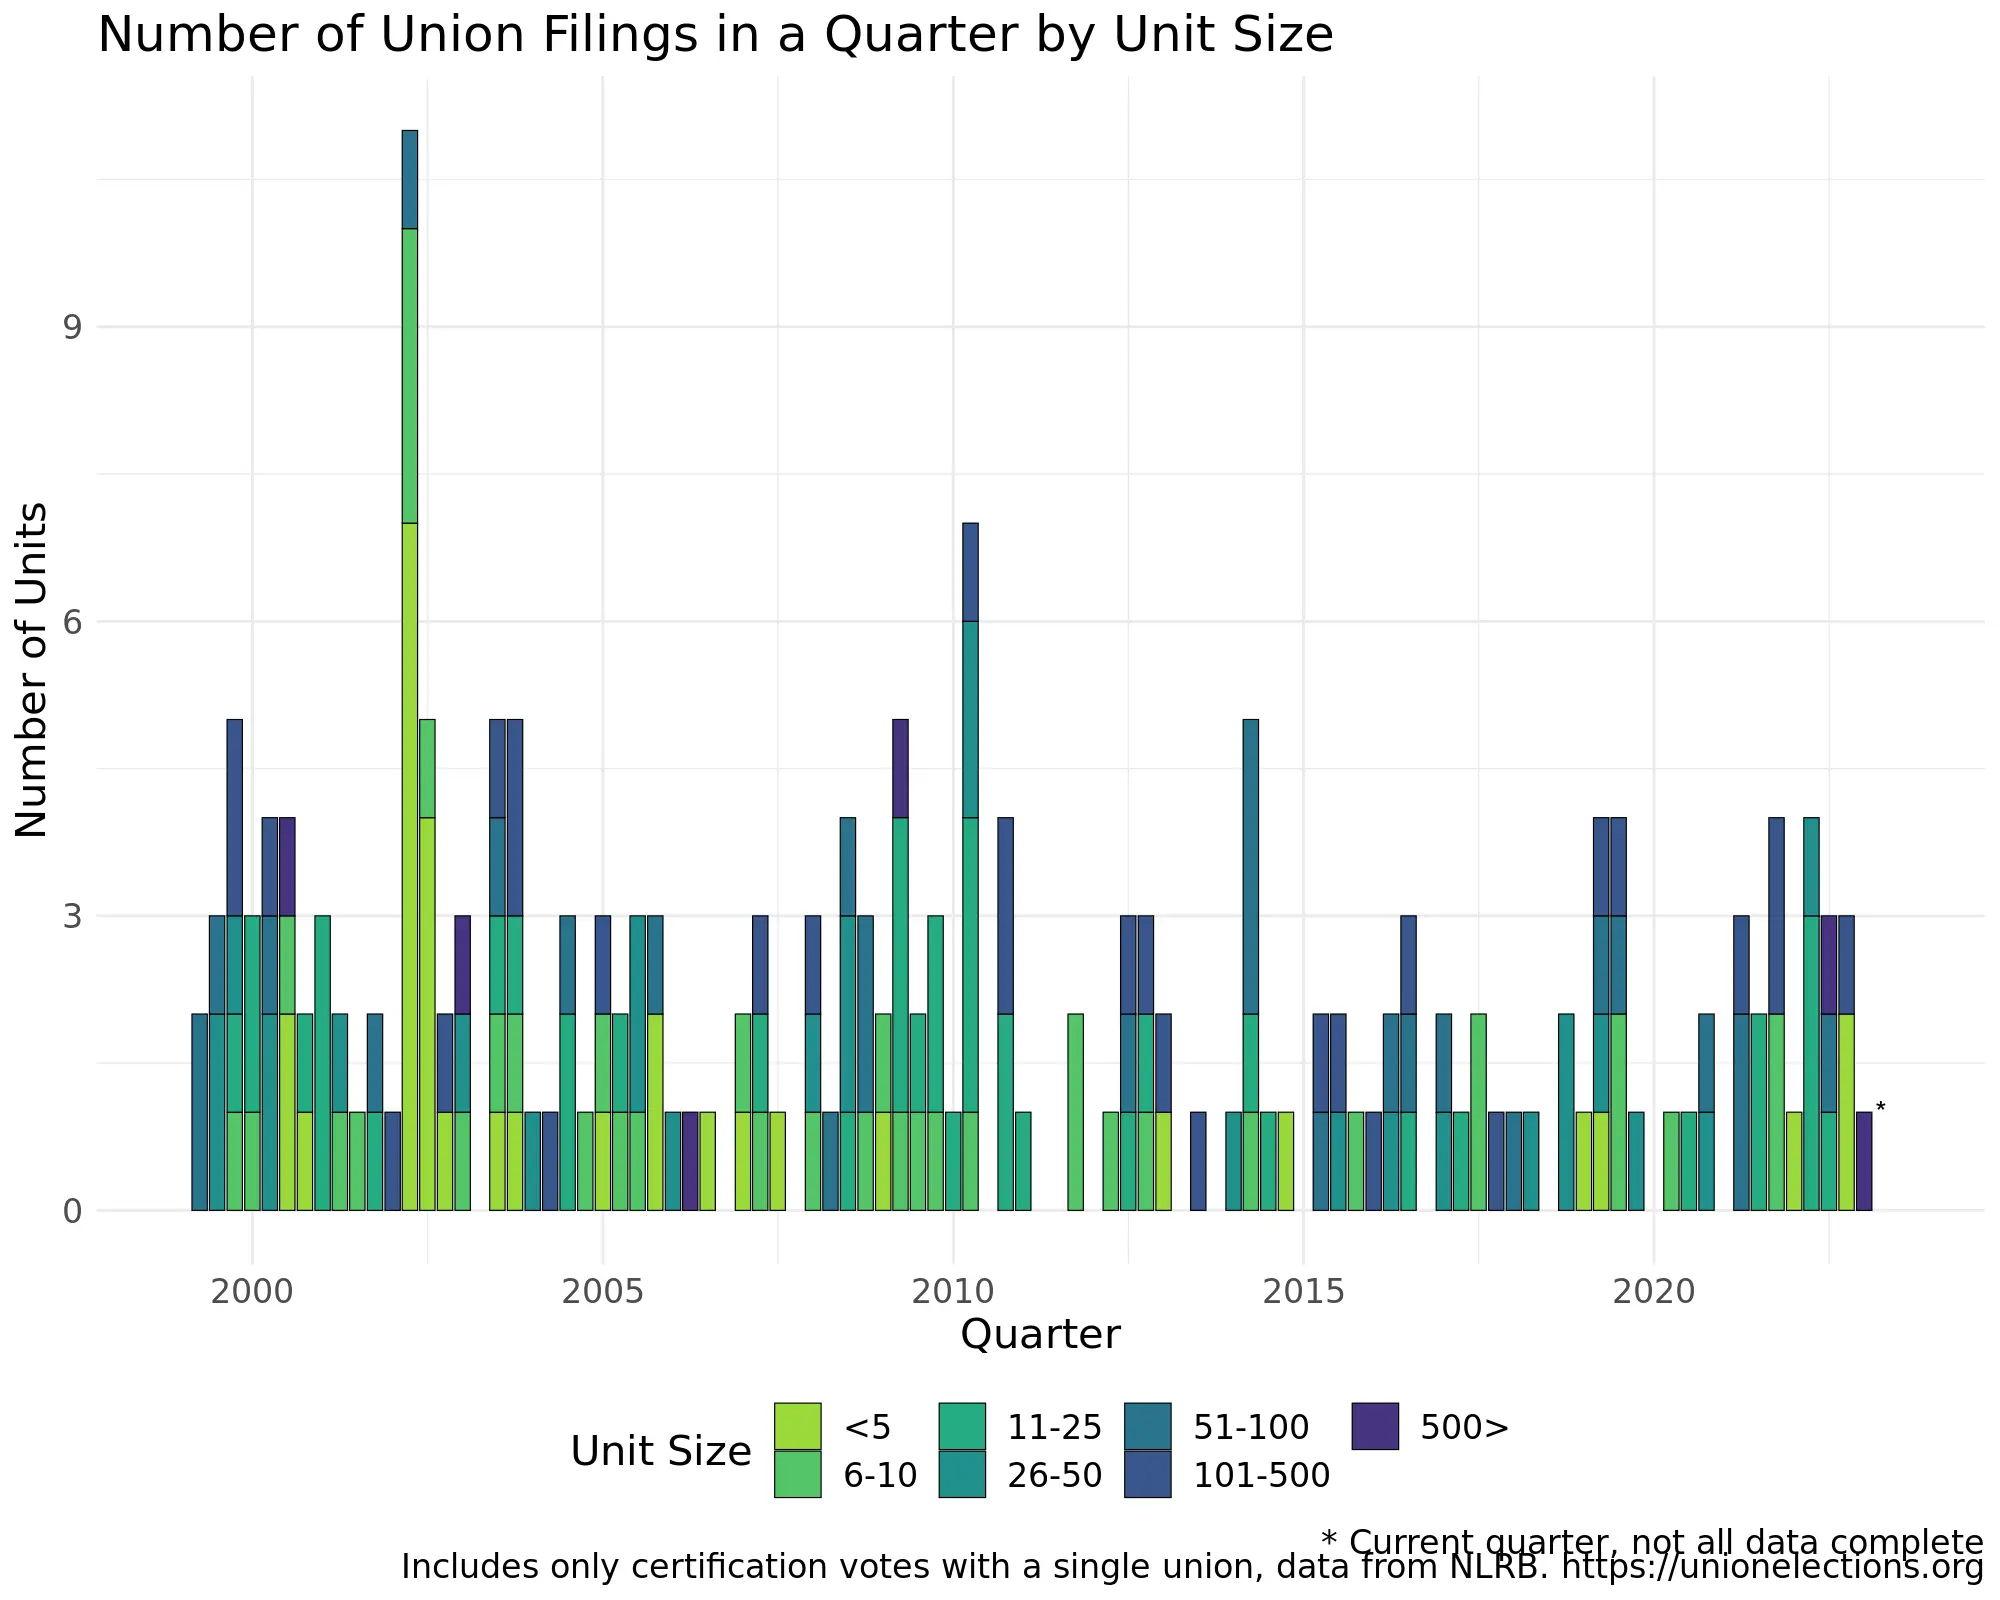 Number of Union Filings in a Quarter by Unit Size
Number of Units
9
6
3
0
*
2000 2005 2010 2015 2020
Quarter
Unit Size
<5 11-25 51-100 500>
6-10 26-50 101-500
* Current quarter, not all data complete
Includes only certification votes with a single union, data from NLRB. https://unionelections.org